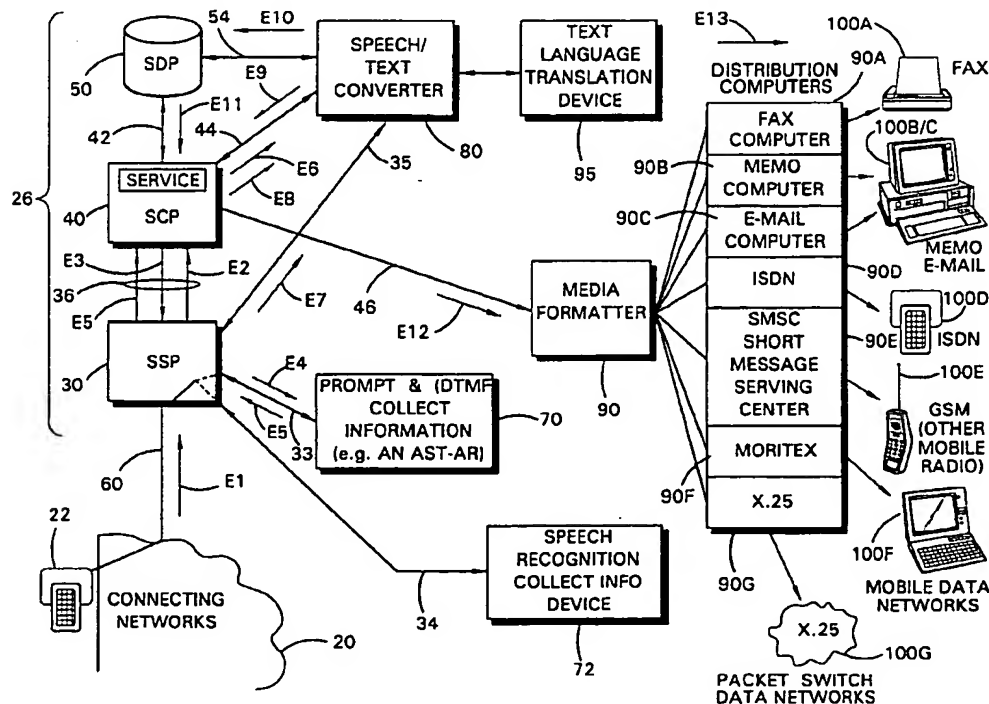 E10
54
SDP
50
E9
E11
42
44
SPEECH/
TEXT
CONVERTER
80
TEXT
LANGUAGE
TRANSLATION
DEVICE
95
E13
DISTRIBUTION
COMPUTERS
100A
90A
FAX
FAX
COMPUTER
100B/C
90B
MEMO
COMPUTER
90C
E-MAIL
COMPUTER
MEMO
E-MAIL
26
SERVICE
SCP
40
E6
E8
35
E3
E2
36
E5
E7
46
E12
MEDIA
FORMATTER
90
ISDN
90D
100D
ISDN
SMSC
SHORT
MESSAGE
SERVING
CENTER
90E
100E
GSM
(OTHER
MOBILE
RADIO)
SSP
30
E4
E5
33
PROMPT & (DTMF
COLLECT
INFORMATION
(e.g. AN AST-AR)
70
MORITEX
90F
X.25
90G
100F
MOBILE DATA
NETWORKS
60
E1
22
CONNECTING
NETWORKS
20
34
SPEECH
RECOGNITION
COLLECT INFO
DEVICE
72
X.25
100G
PACKET SWITCH
DATA NETWORKS